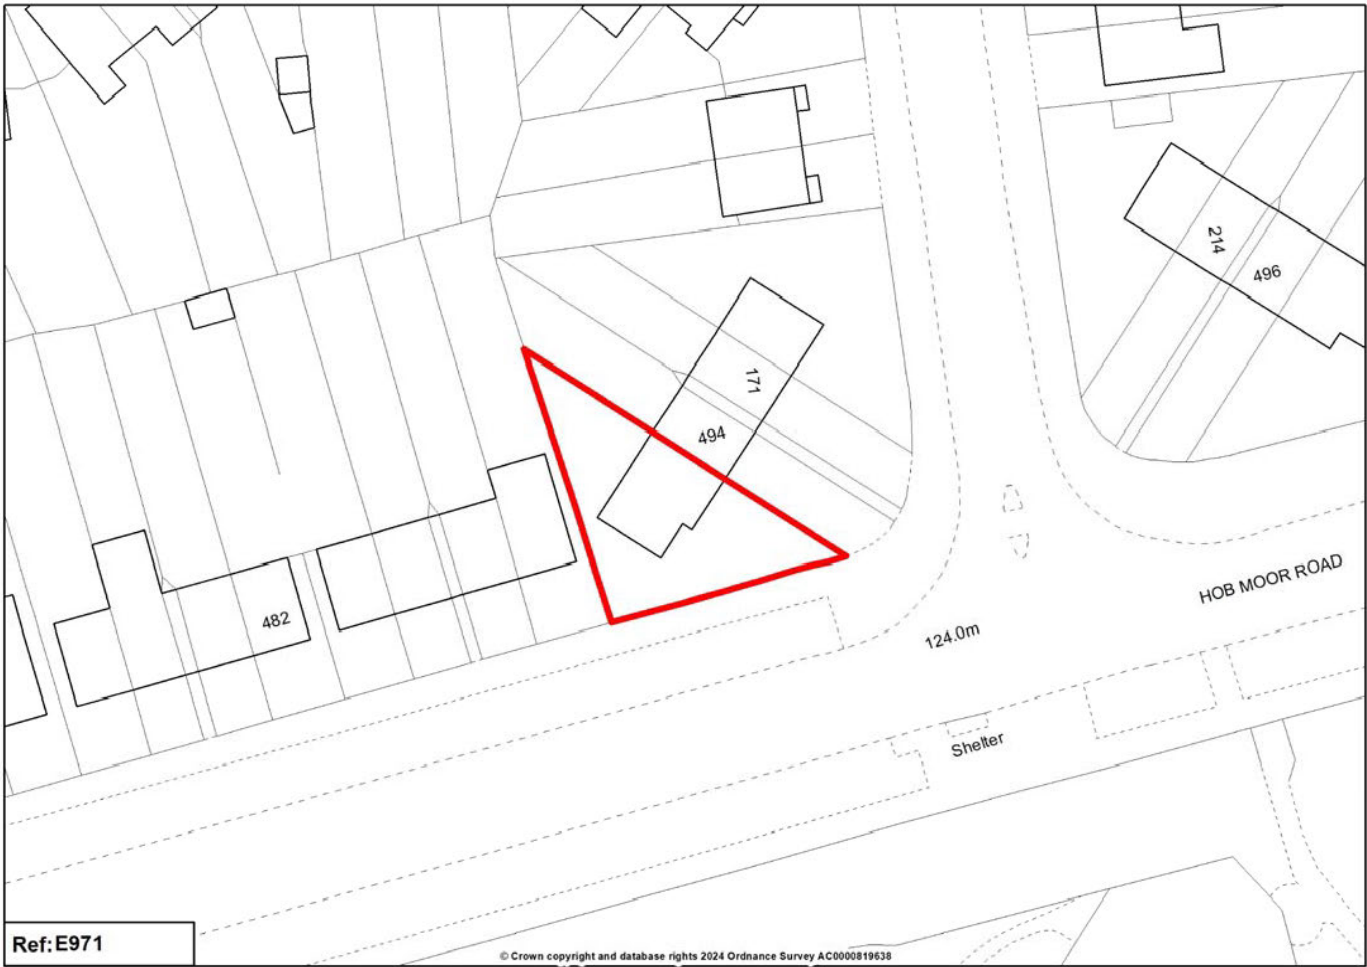 214
496
171
494
HOB MOOR ROAD
482
124.0m
Shelter
Ref:E971
© Crown copyright and database rights 2024 Ordnance Survey AC0000819638